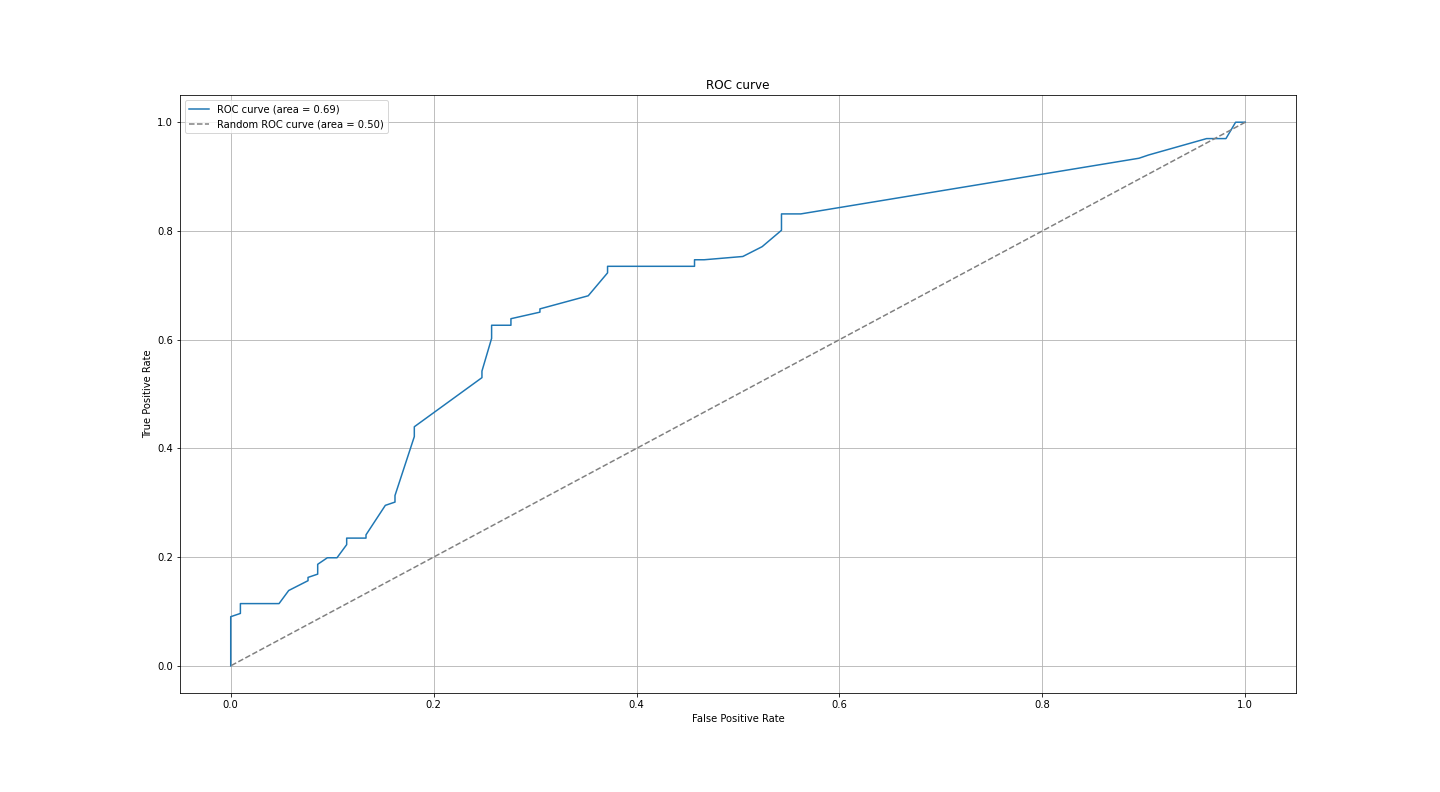 ROC curve
ROC curve (area = 0.69)
Random ROC curve (area = 0.50)
True Positive Rate
1.0
0.8
0.6
0.4
0.2
0.0
0.0 0.2 0.4 0.6 0.8 1.0
False Positive Rate